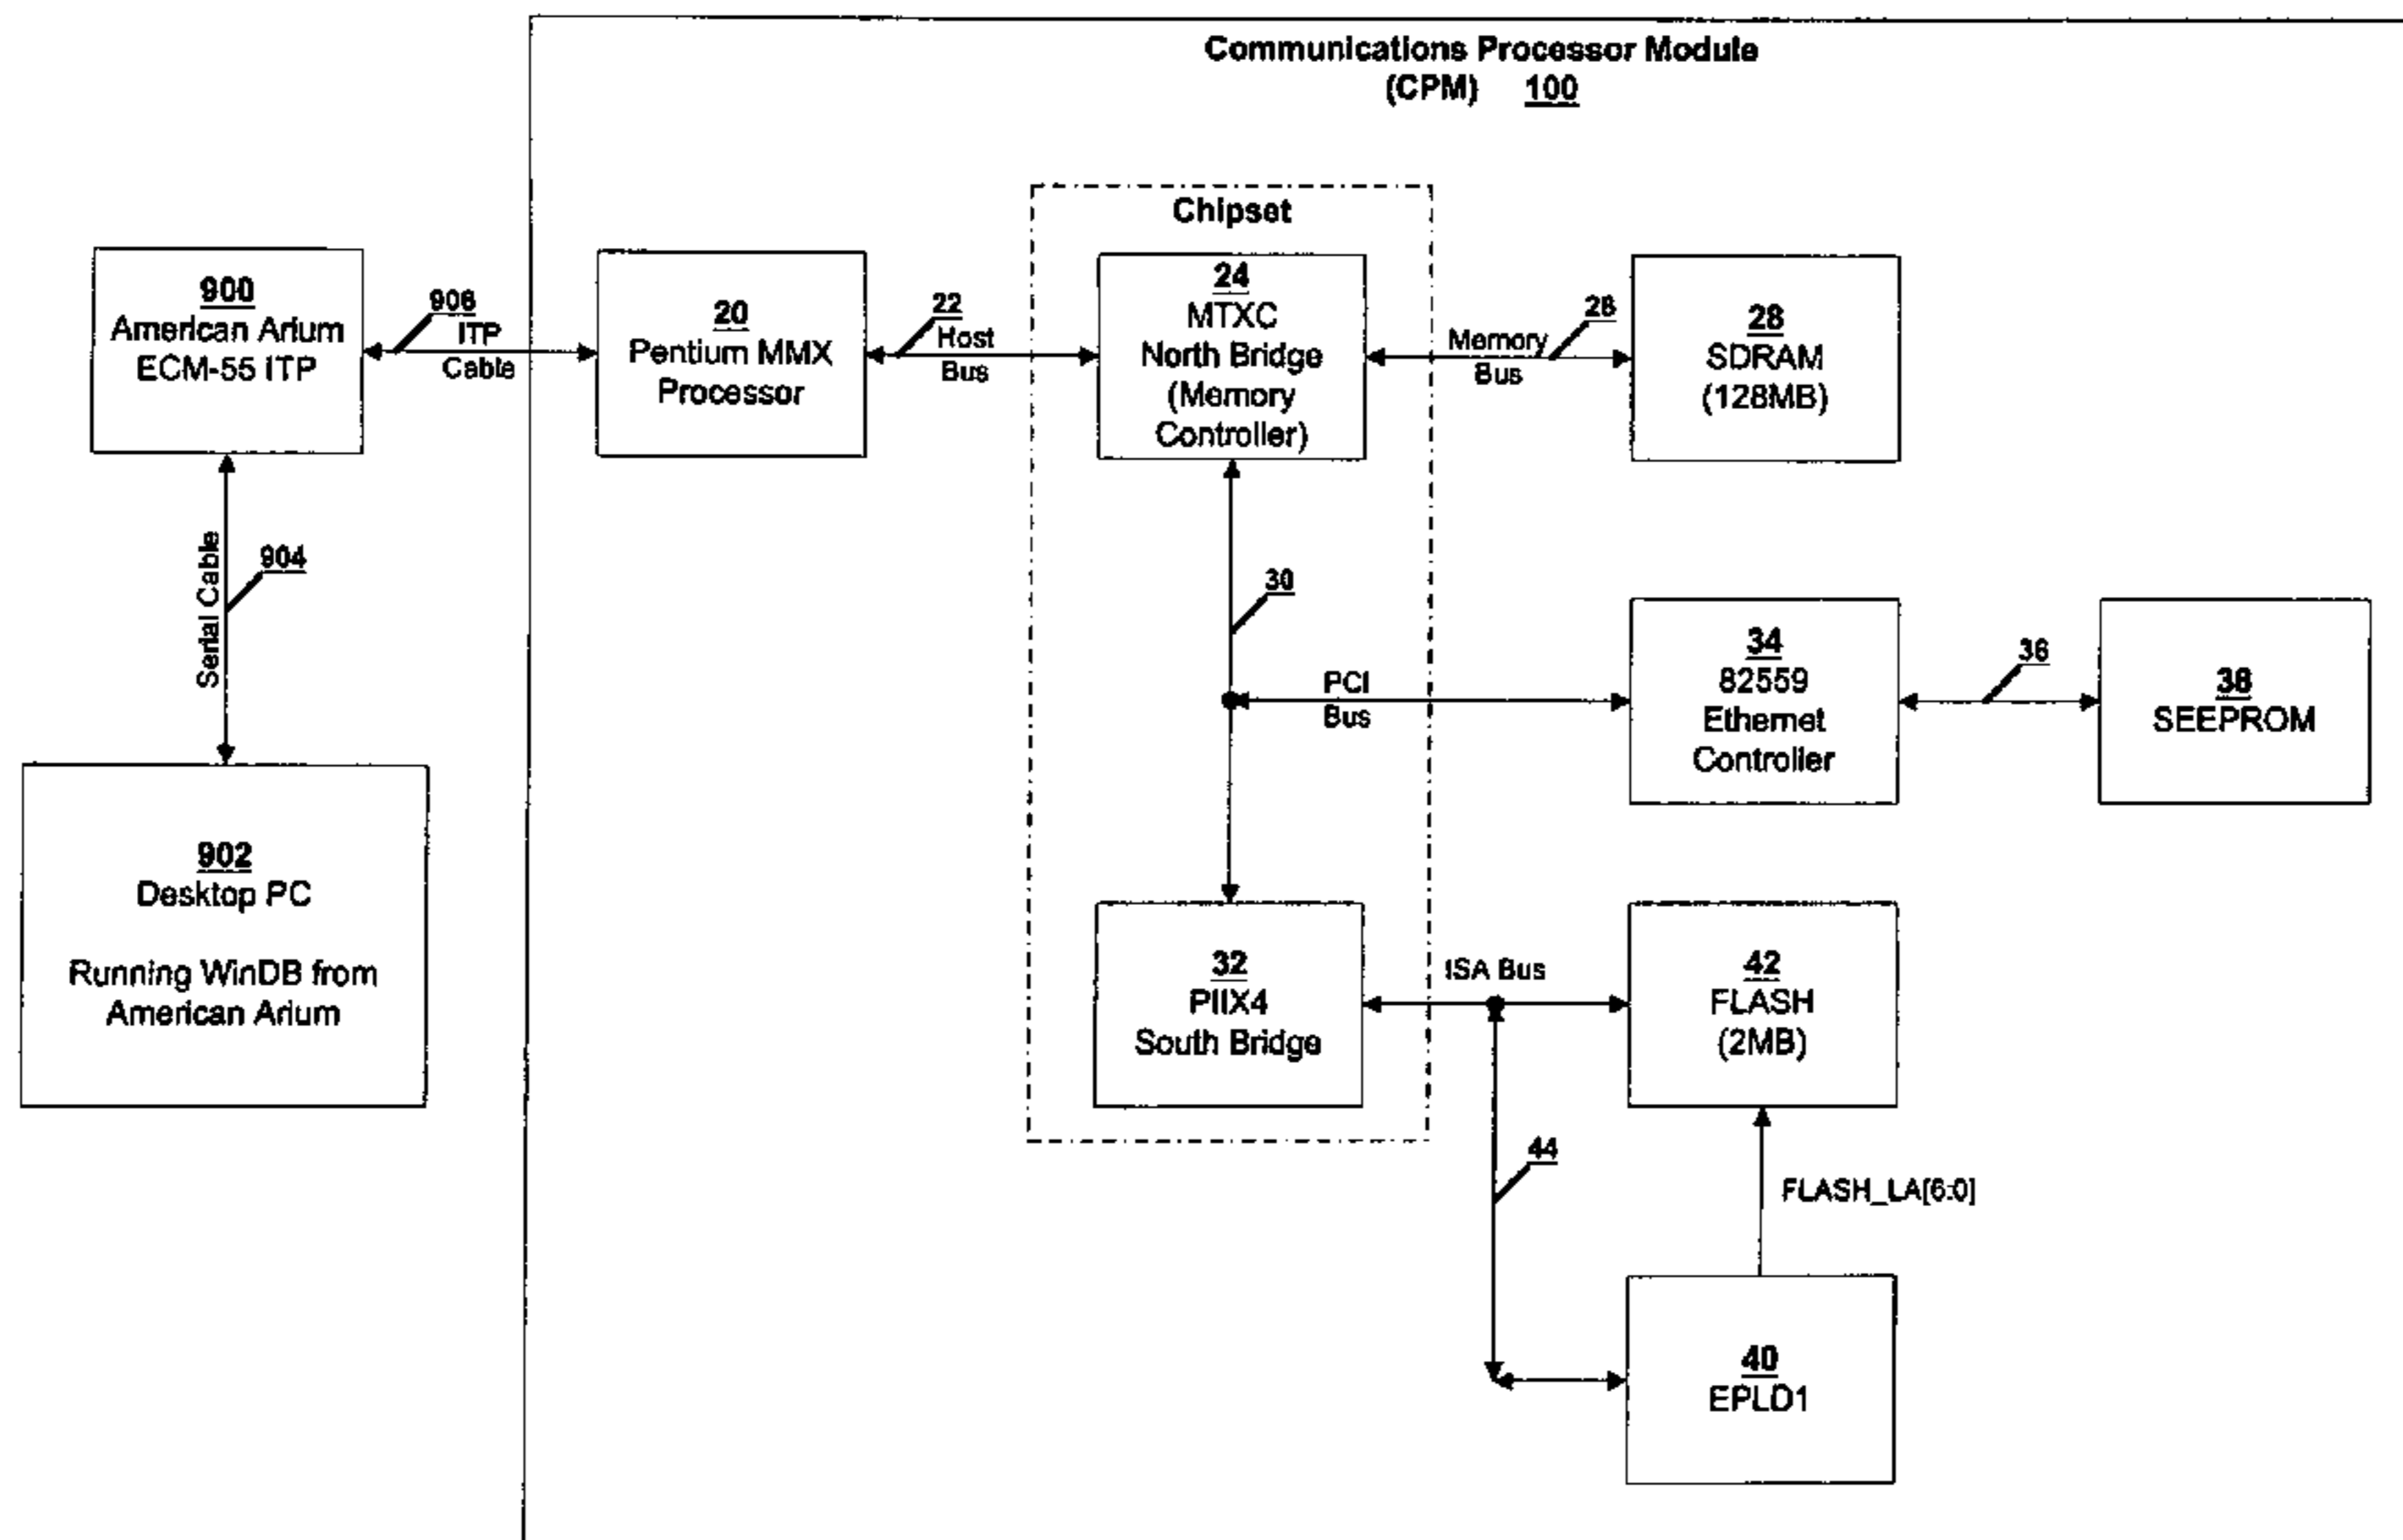 Communications Processor Module
(CPM) 100
Chipset
900
American Arium
ECM-55 ITP
906
ITP
Cable
20
Pentium MMX
Processor
22
Host
Bus
24
MTXC
North Bridge
(Memory
Controller)
26
Memory
Bus
28
SDRAM
(128MB)
Serial Cable
904
30
PCI
Bus
34
82559
Ethernet
Controller
36
38
SEEPROM
902
Desktop PC
Running WinDB from
American Arium
32
PIIX4
South Bridge
ISA Bus
42
FLASH
(2MB)
44
FLASH_LA[6:0]
40
EPLD1